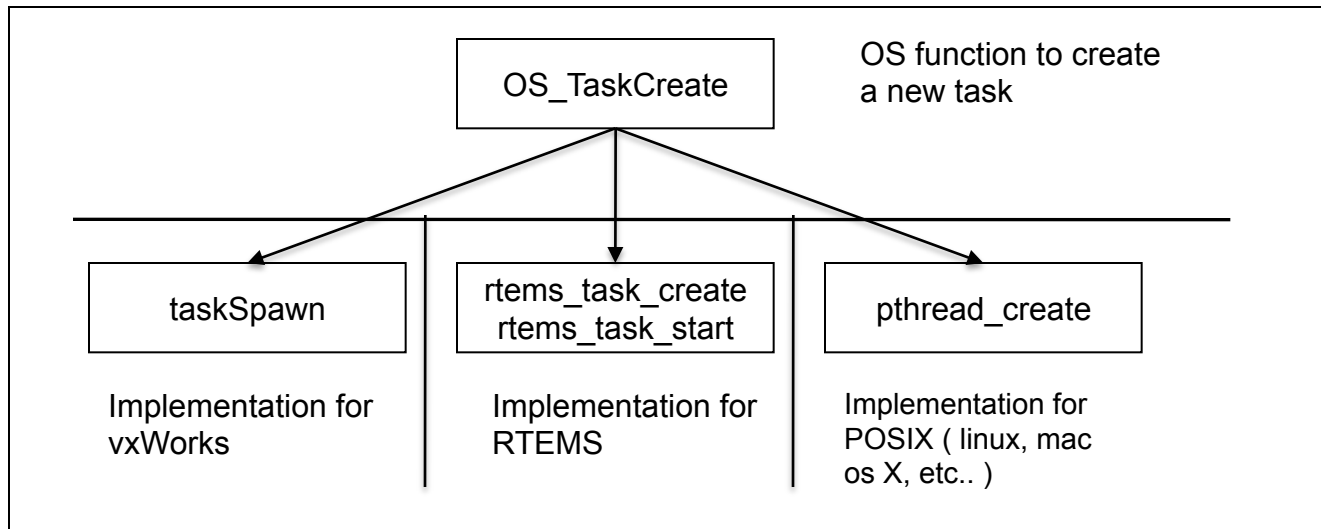 OS_TaskCreate
OS function to create
a new task
taskSpawn
rtems_task_create
rtems_task_start
pthread_create
Implementation for
vxWorks
Implementation for
RTEMS
Implementation for
POSIX ( linux, mac
os X, etc.. )